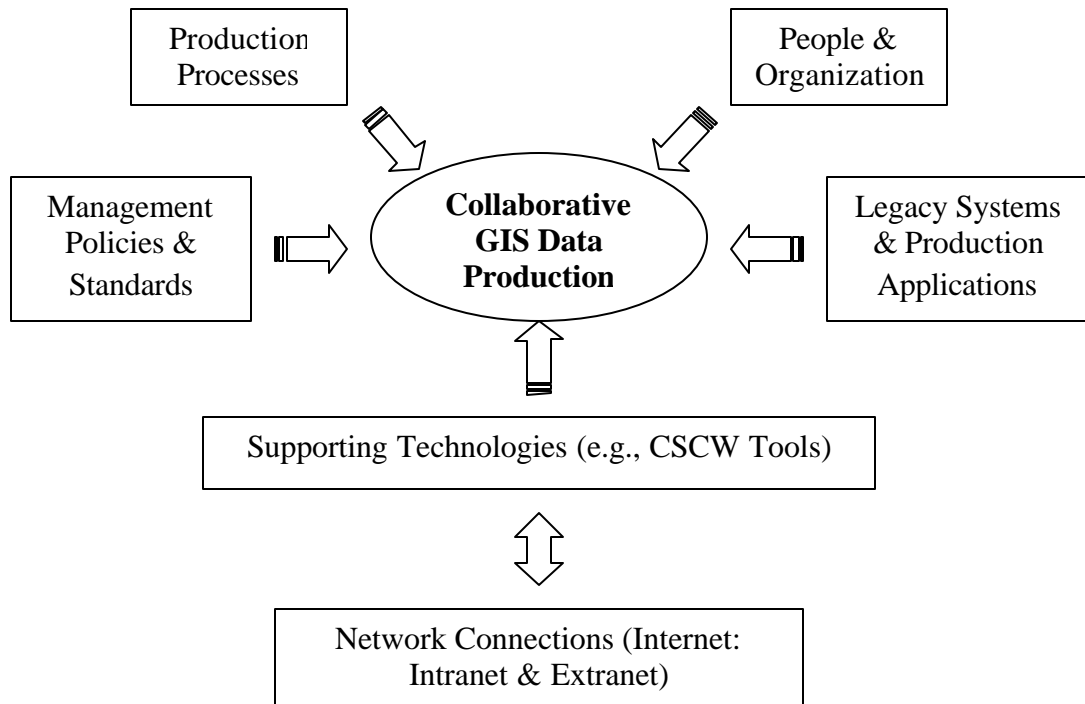 Production
Processes
People &
Organization
Management
Policies &
Standards
Collaborative
GIS Data
Production
Legacy Systems
& Production
Applications
Supporting Technologies (e.g., CSCW Tools)
Network Connections (Internet:
Intranet & Extranet)